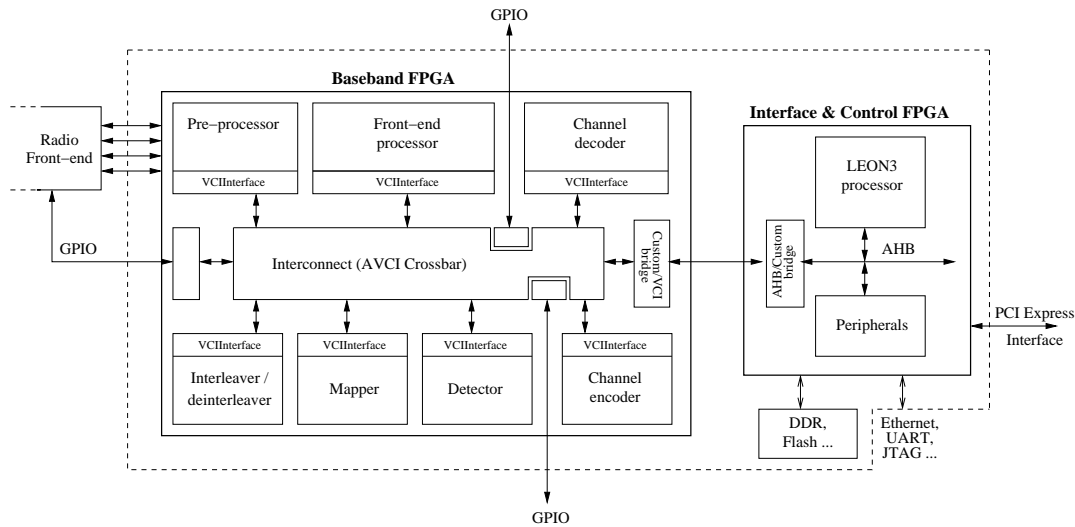 GPIO
Baseband FPGA
Interface & Control FPGA
Radio
Front-end
Pre-processor
VCIInterface
Front-end
processor
VCIInterface
Channel
decoder
VCIInterface
LEON3
processor
GPIO
Interconnect (AVCI Crossbar)
Custom/VCI
bridge
AHB/Custom
bridge
AHB
Peripherals
PCI Express
Interface
VCIInterface
Interleaver /
deinterleaver
VCIInterface
Mapper
VCIInterface
Detector
VCIInterface
Channel
encoder
DDR,
Flash ...
Ethernet,
UART,
JTAG ...
GPIO